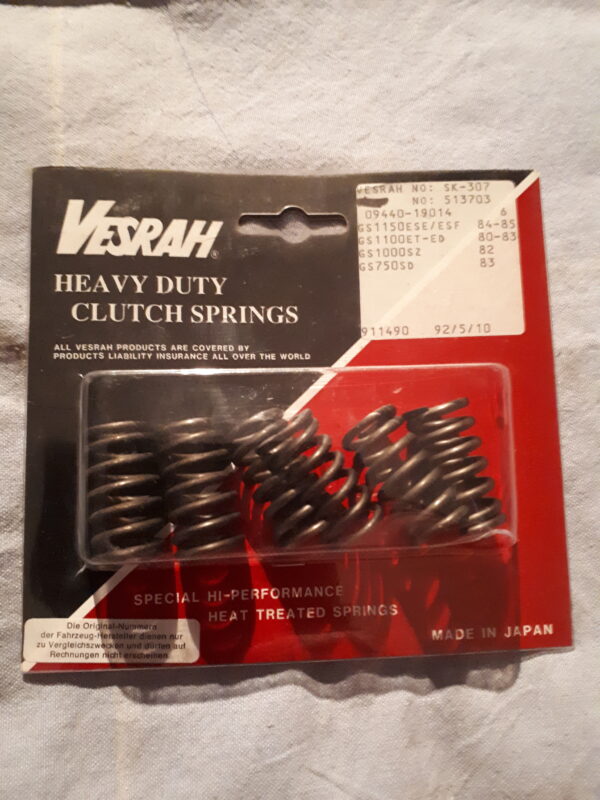 VESRAH®
HEAVY DUTY
CLUTCH SPRINGS
ALL VESRAH PRODUCTS ARE COVERED BY
PRODUCTS LIABILITY INSURANCE ALL OVER THE WORLD
VESRAH NO: SK-307
NO: 513703
09440-19014 6
GS1150ESE/ESF 84-85
GS1100ET-ED 80-83
GS1000SZ 82
GS750SD 83
911490 92/5/10
SPECIAL HI-PERFORMANCE
HEAT TREATED SPRINGS
MADE IN JAPAN
Die Original-Nummern
der Fahrzeug-Hersteller dienen nur
zu Vergleichszwecken und dürfen auf
Rechnungen nicht erscheinen